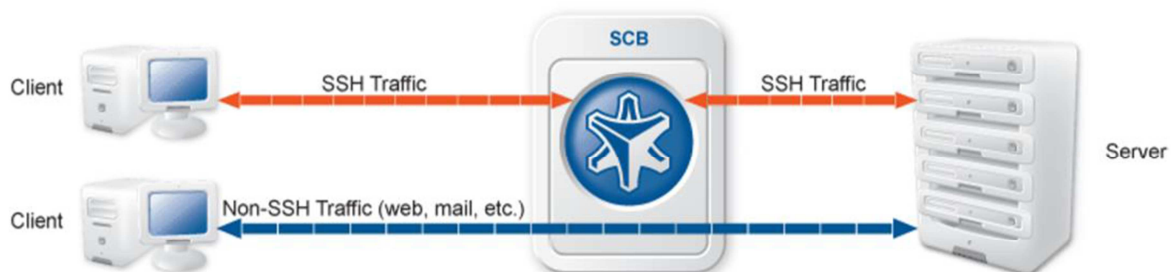 SCB
Client
SSH Traffic
SSH Traffic
Server
Client
Non-SSH Traffic (web, mail, etc.)